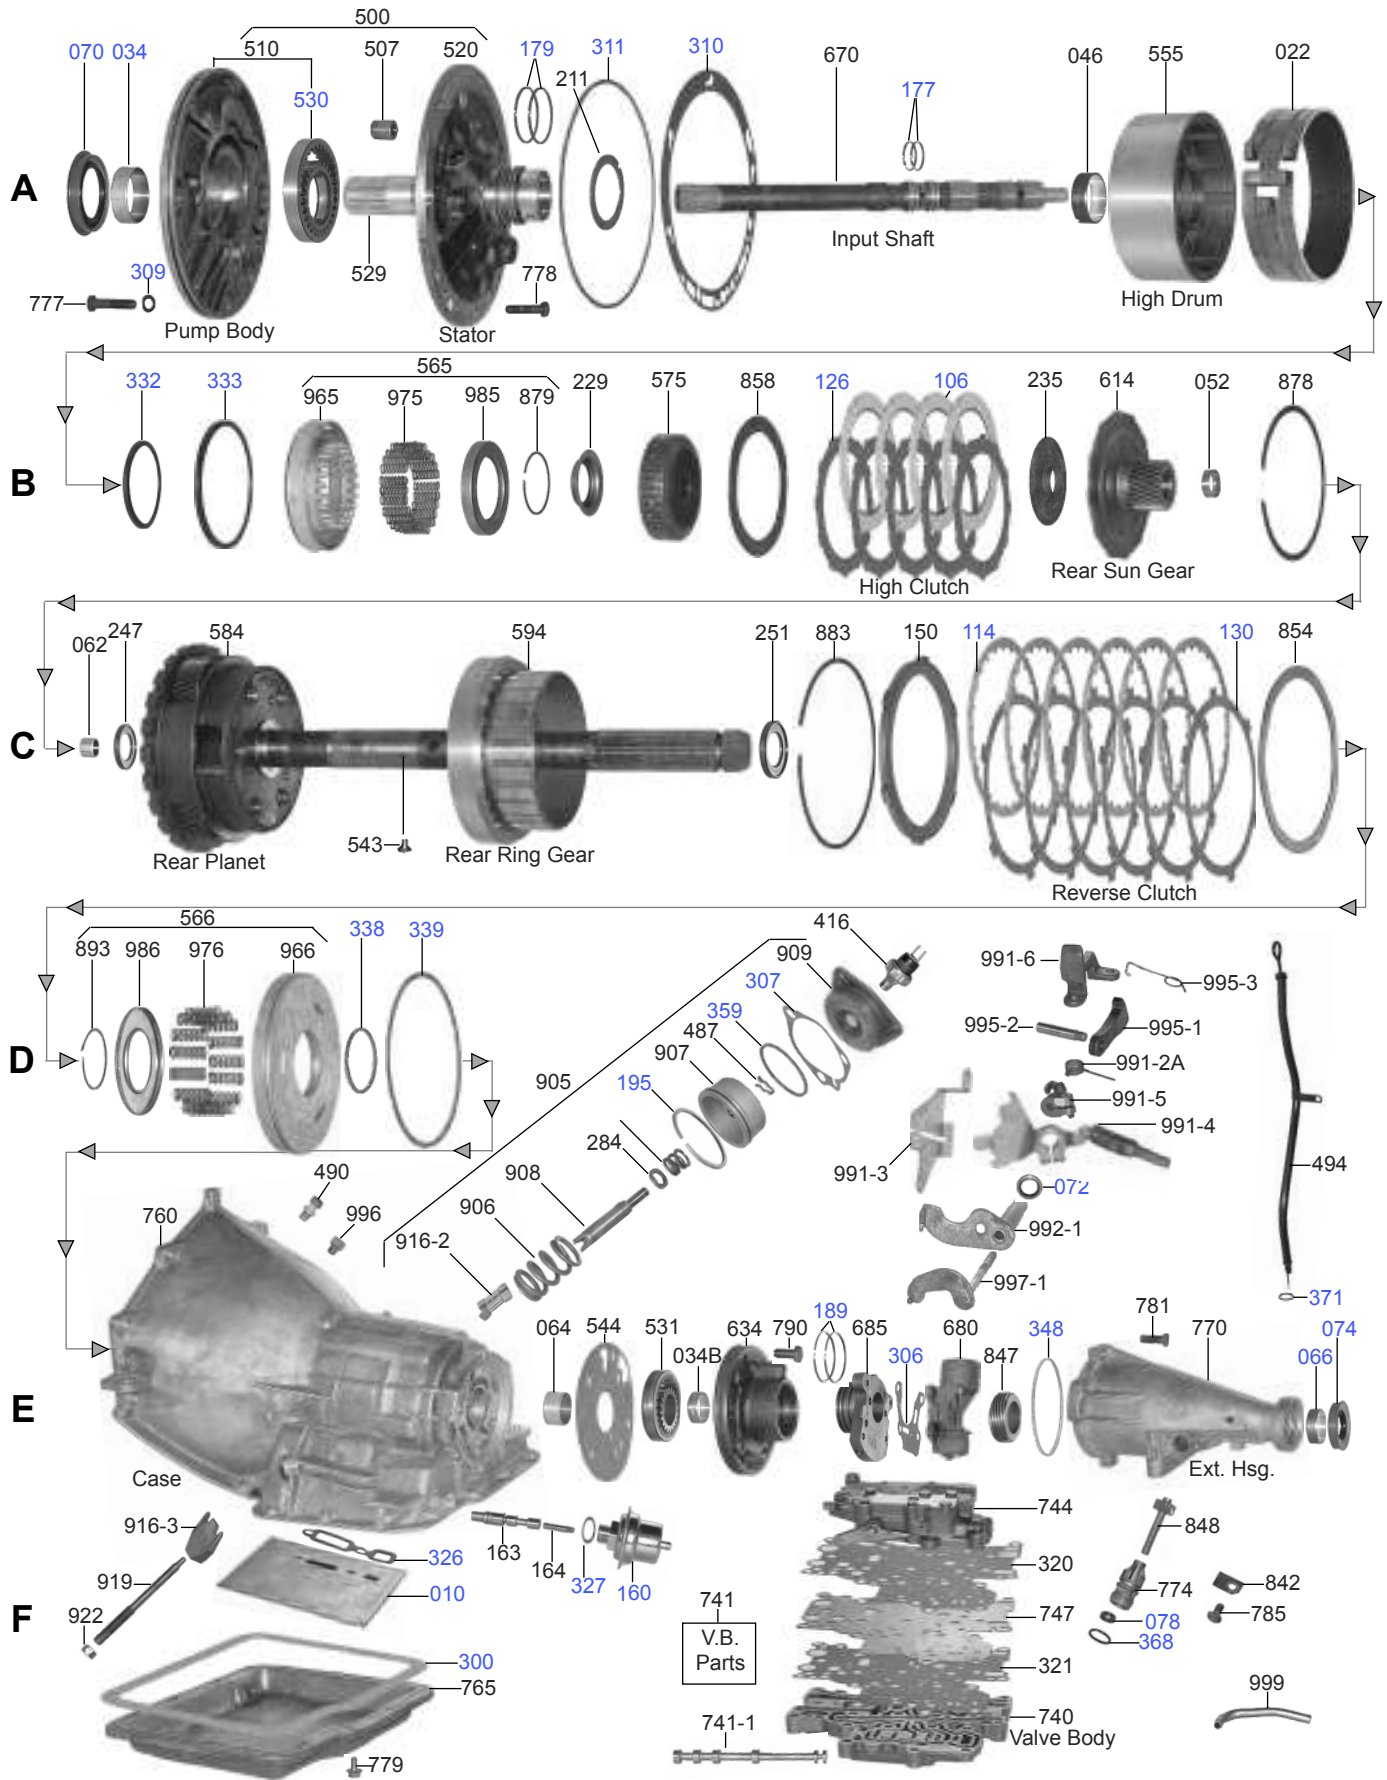 500
070 034 510 507 520 179 311 310 670 046 555 022
530 211 177
A
Input Shaft
529 778
309
777
High Drum
Pump Body
Stator
565
332 333 965 975 985 879 229 575 858 126 106 235 614 052 878
B
Rear Sun Gear
High Clutch
062 247 584 594 251 883 150 114 130 854
C
543
Rear Planet
Rear Ring Gear
Reverse Clutch
566
893 986 976 966 338 339
416
909
307
359
487
907
195
905
284
908
906
916-2
991-6
995-3
995-2
995-1
991-2A
991-5
991-4
991-3
072
992-1
997-1
494
371
D
490
996
760
064 544 531 034B 634 790 189 685 306 680 847 348 781 770 066 074
E
Case
Ext. Hsg.
916-3
919
922
326
010
163 164 327 160
744
320
747
321
740
Valve Body
741
V.B.
Parts
741-1
848
774
078
368
842
785
999
F
300
765
779